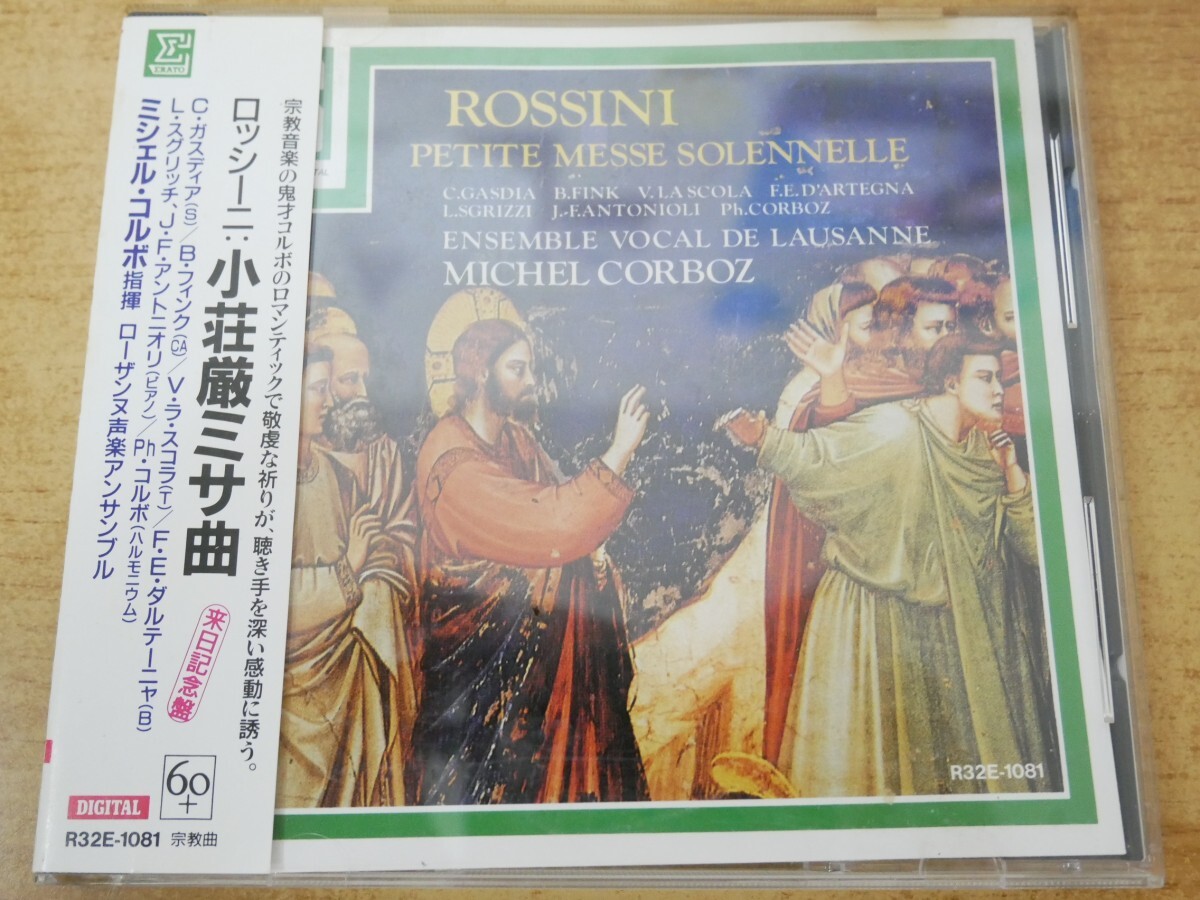 ERATO
宗教音楽の鬼才コルボのロマンティックで敬虔な祈りが、聴き手を深い感動に誘う。
ロッシーニ:小荘厳ミサ曲
来日記念盤
C・ガスディア(S)／B・フィンク(CA)／V・ラ・スコラ(T)／F・E・ダルテーニャ(B)
L・スグリッチ、J・F・アントニオリ(ピアノ)／Ph・コルボ(ハルモニウム)
ミシェル・コルボ指揮 ローザンヌ声楽アンサンブル
60+
DIGITAL
R32E-1081 宗教曲
ROSSINI
PETITE MESSE SOLENNELLE
C.GASDIA B.FINK V.LA SCOLA F.E.D'ARTEGNA
L.SGRIZZI J.-F.ANTONIOLI Ph.CORBOZ
ENSEMBLE VOCAL DE LAUSANNE
MICHEL CORBOZ
R32E-1081